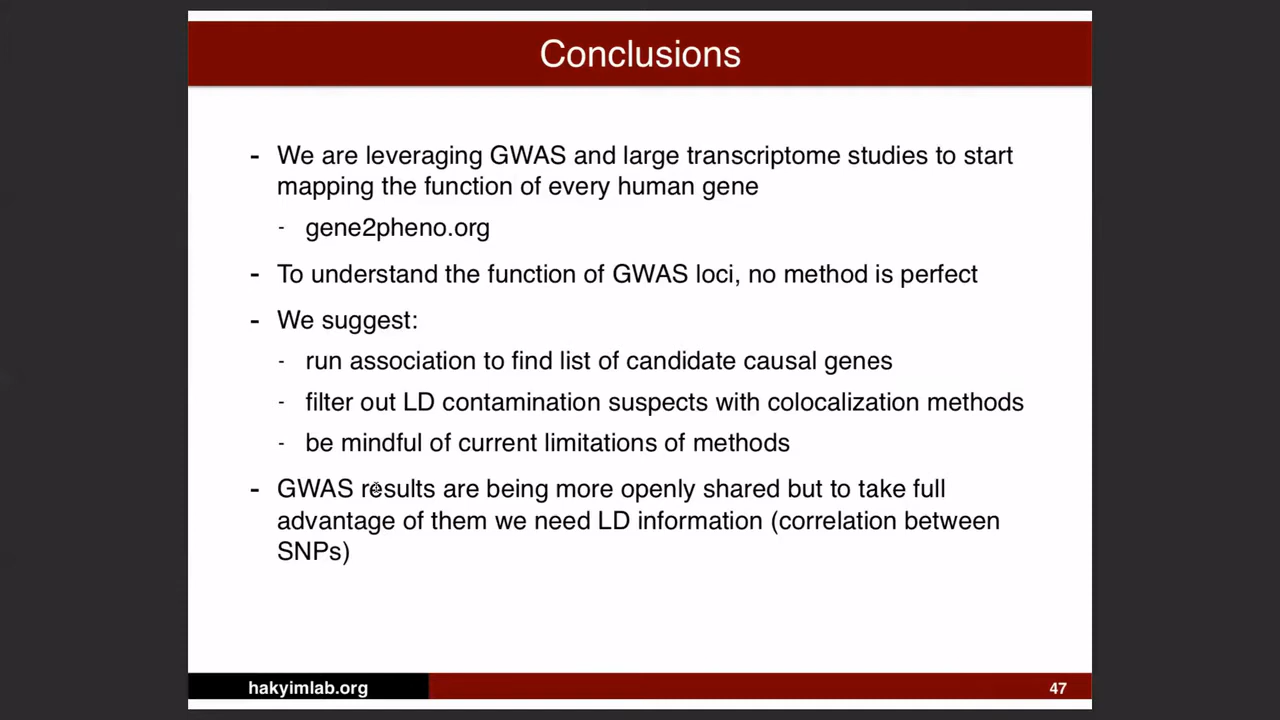 Conclusions
- We are leveraging GWAS and large transcriptome studies to start
mapping the function of every human gene
- gene2pheno.org
- To understand the function of GWAS loci, no method is perfect
- We suggest:
- run association to find list of candidate causal genes
- filter out LD contamination suspects with colocalization methods
- be mindful of current limitations of methods
- GWAS results are being more openly shared but to take full
advantage of them we need LD information (correlation between
SNPs)
hakyimlab.org
47